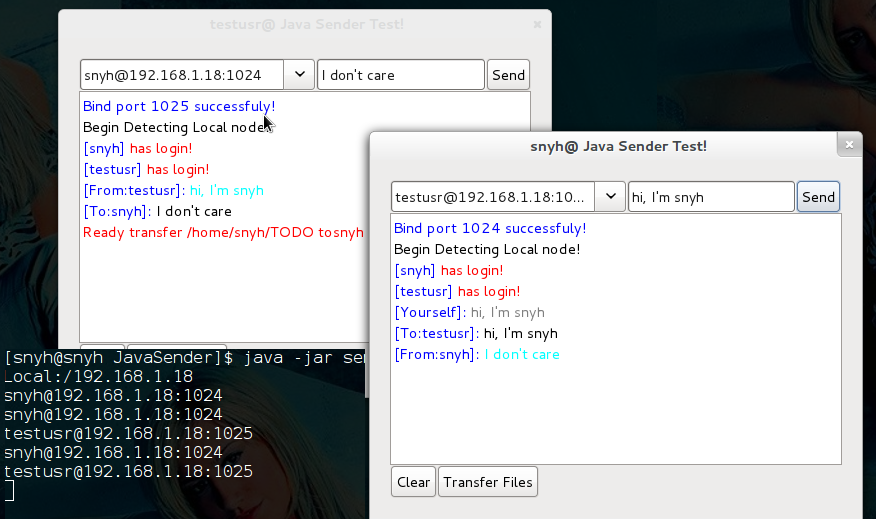 testusr@ Java Sender Test!
snyh@192.168.1.18:1024
I don't care
Send
Bind port 1025 successfuly!
Begin Detecting Local node!
[snyh] has login!
[testusr] has login!
[From:testusr]: hi, I'm snyh
[To:snyh]: I don't care
Ready transfer /home/snyh/TODO tosnyh
snyh@ Java Sender Test!
testusr@192.168.1.18:10...
hi, I'm snyh
Send
Bind port 1024 successfuly!
Begin Detecting Local node!
[snyh] has login!
[testusr] has login!
[Yourself]: hi, I'm snyh
[To:testusr]: hi, I'm snyh
[From:snyh]: I don't care
Clear
Transfer Files
[snyh@snyh JavaSender]$ java -jar sen
Local:/192.168.1.18
snyh@192.168.1.18:1024
snyh@192.168.1.18:1024
testusr@192.168.1.18:1025
snyh@192.168.1.18:1024
testusr@192.168.1.18:1025